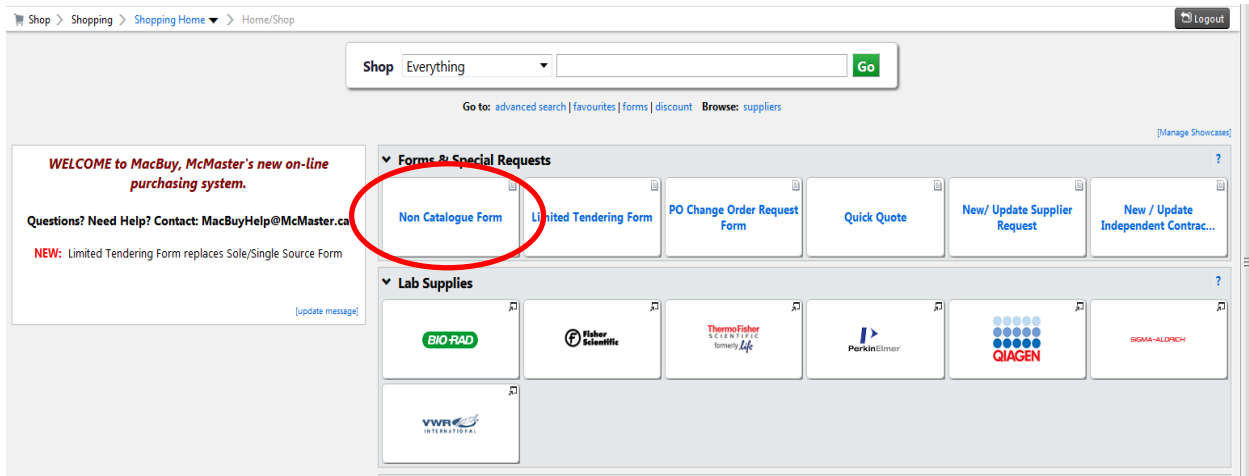 Shop > Shopping > Shopping Home ▼ > Home/Shop
Logout
Shop Everything Go
Go to: advanced search | favourites | forms | discount Browse: suppliers
[Manage Showcases]
WELCOME to MacBuy, McMaster's new on-line
purchasing system.
Questions? Need Help? Contact: MacBuyHelp@McMaster.ca
NEW: Limited Tendering Form replaces Sole/Single Source Form
[update message]
Forms & Special Requests ?
Non Catalogue Form
Limited Tendering Form
PO Change Order Request
Form
Quick Quote
New/ Update Supplier
Request
New / Update
Independent Contrac...
Lab Supplies ?
BIO-RAD
Fisher
Scientific
ThermoFisher
SCIENTIFIC
formerly life
PerkinElmer
QIAGEN
SIGMA-ALDRICH
VWR
INTERNATIONAL